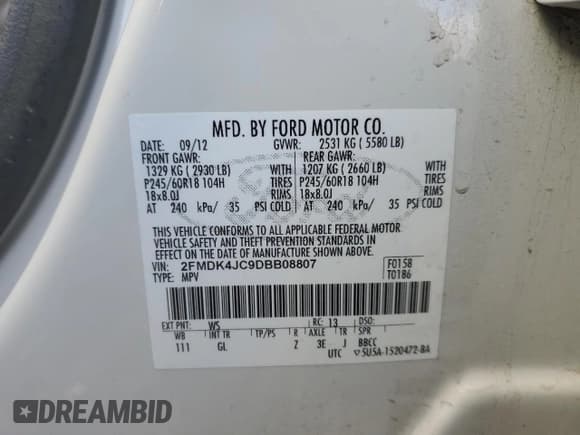 MFD. BY FORD MOTOR CO.
DATE: 09/12 GVWR: 2531 KG ( 5580 LB)
FRONT GAWR: REAR GAWR:
1329 KG ( 2930 LB) WITH 1207 KG ( 2660 LB) WITH
P245/60R18 104H TIRES P245/60R18 104H TIRES
18x8.0J RIMS 18x8.0J RIMS
AT 240 kPa/ 35 PSI COLD AT 240 kPa/ 35 PSI COLD
THIS VEHICLE CONFORMS TO ALL APPLICABLE FEDERAL MOTOR
VEHICLE SAFETY AND THEFT PREVENTION STANDARDS IN
EFFECT ON THE DATE OF MANUFACTURE SHOWN ABOVE.
VIN: 2FMDK4JC9DBB08807 F0158
TYPE: MPV T0186
EXT PNT: WS RC: 13 DSO:
WB INT TR TP/PS R AXLE TR SPR
111 GL 2 3E J BBCC
UTC ▽5U5A-1520472-BA
DREAMBID